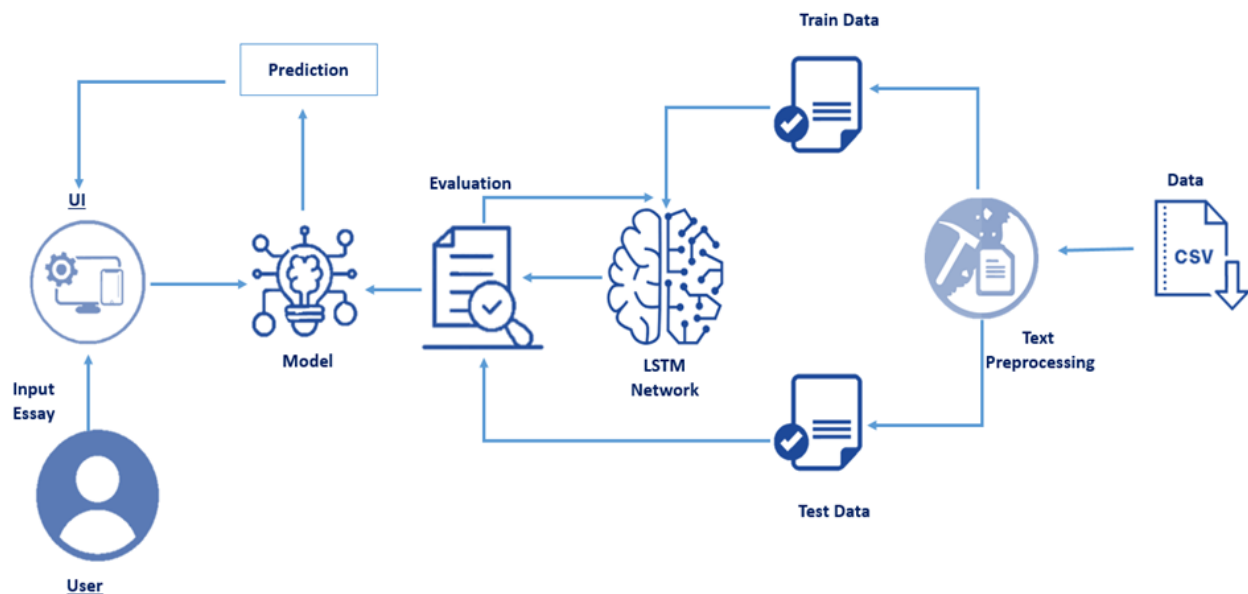 Train Data
Prediction
Evaluation
Data
UI
CSV
Text
Preprocessing
Model
LSTM
Network
Input
Essay
Test Data
User